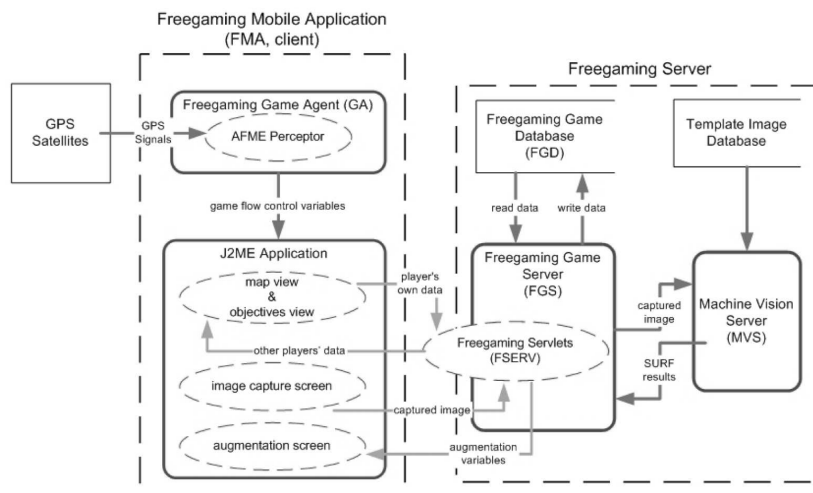 Freegaming Mobile Application
(FMA, client)
Freegaming Server
GPS
Satellites
GPS
Signals
Freegaming Game Agent (GA)
AFME Perceptor
Freegaming Game
Database
(FGD)
Template Image
Database
game flow control variables
read data
write data
J2ME Application
map view
&
objectives view
player's
own data
Freegaming Game
Server
(FGS)
captured
image
Machine Vision
Server
(MVS)
other players' data
Freegaming Servlets
(FSERV)
SURF
results
image capture screen
captured image
augmentation screen
augmentation
variables